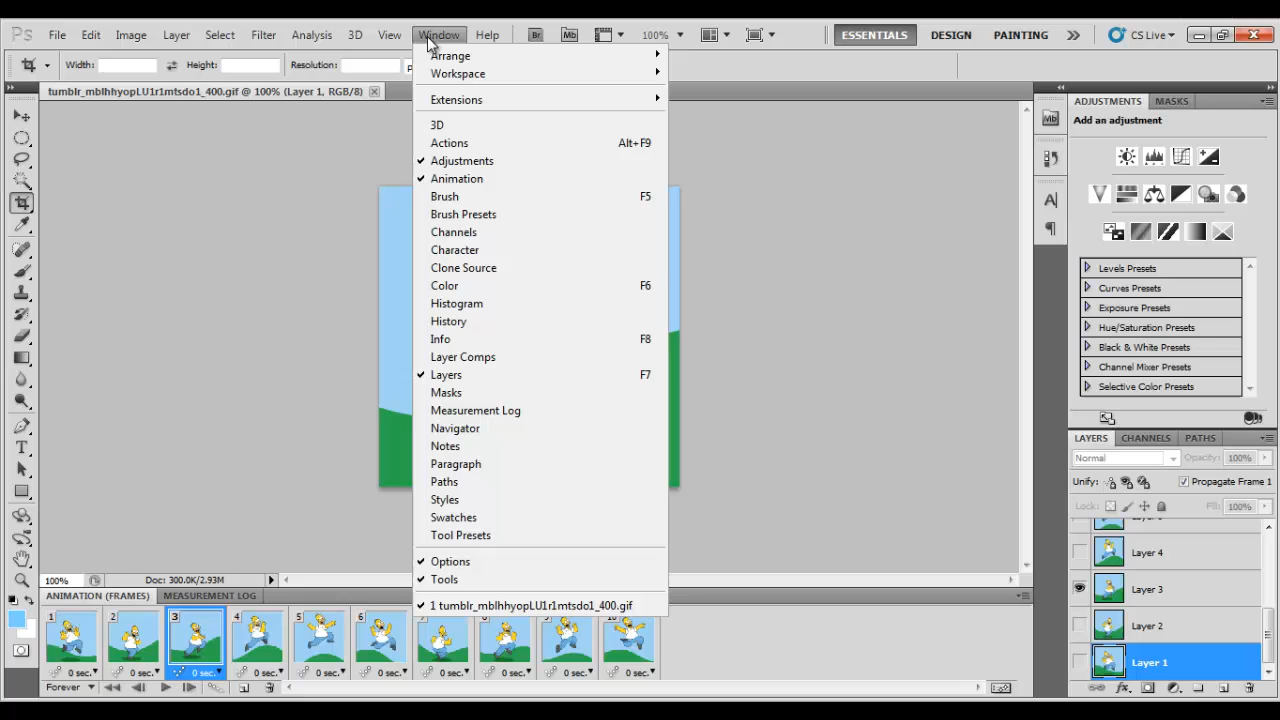 Ps File Edit Image Layer Select Filter Analysis 3D View Window Help Br Mb 100% ESSENTIALS DESIGN PAINTING CS Live
Width: Height: Resolution:
tumblr_mblhhyopLU1r1mtsdo1_400.gif @ 100% (Layer 1, RGB/8)
Arrange
Workspace
Extensions
3D
Actions Alt+F9
Adjustments
Animation
Brush F5
Brush Presets
Channels
Character
Clone Source
Color F6
Histogram
History
Info F8
Layer Comps
Layers F7
Masks
Measurement Log
Navigator
Notes
Paragraph
Paths
Styles
Swatches
Tool Presets
Options
Tools
1 tumblr_mblhhyopLU1r1mtsdo1_400.gif
Mb
ADJUSTMENTS MASKS
Add an adjustment
Levels Presets
Curves Presets
Exposure Presets
Hue/Saturation Presets
Black & White Presets
Channel Mixer Presets
Selective Color Presets
LAYERS CHANNELS PATHS
Normal Opacity: 100%
Unify: Propagate Frame 1
Lock: Fill: 100%
Layer 4
Layer 3
Layer 2
Layer 1
100% Doc: 300.0K/2.93M
ANIMATION (FRAMES) MEASUREMENT LOG
1 2 3 4 5 6 7 8 9 10
0 sec. 0 sec. 0 sec. 0 sec. 0 sec. 0 sec. 0 sec. 0 sec. 0 sec. 0 sec.
Forever